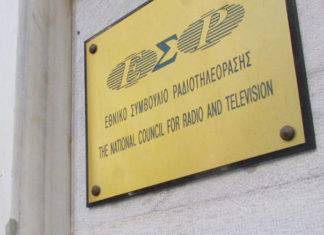 ΕΣΡ
ΕΘΝΙΚΟ ΣΥΜΒΟΥΛΙΟ ΡΑΔΙΟΤΗΛΕΟΡΑΣΗΣ
THE NATIONAL COUNCIL FOR RADIO AND TELEVISION